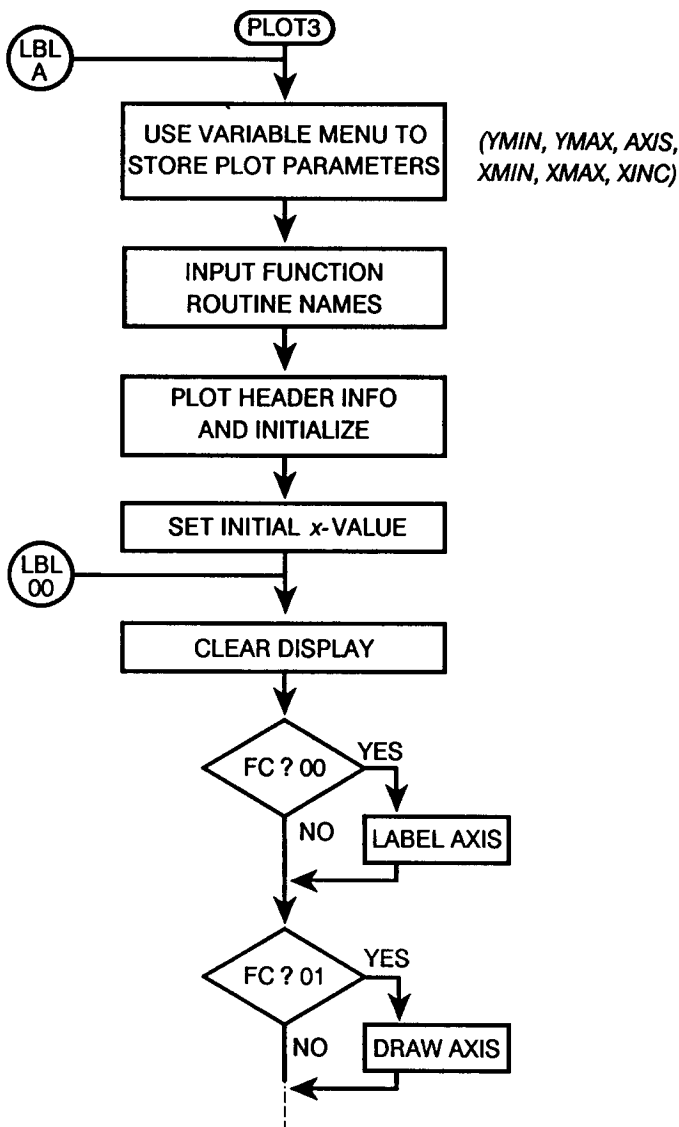 PLOT3
LBL
A
USE VARIABLE MENU TO
STORE PLOT PARAMETERS
(YMIN, YMAX, AXIS,
XMIN, XMAX, XINC)
INPUT FUNCTION
ROUTINE NAMES
PLOT HEADER INFO
AND INITIALIZE
SET INITIAL x-VALUE
LBL
00
CLEAR DISPLAY
FC ? 00
YES
NO
LABEL AXIS
FC ? 01
YES
NO
DRAW AXIS